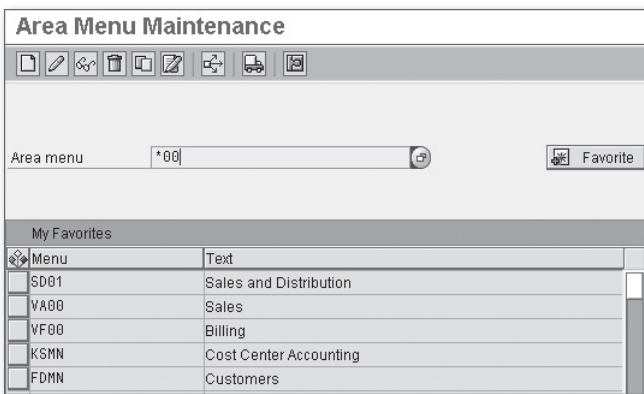 Area Menu Maintenance
Area menu *00 Favorite
My Favorites
Menu Text
SD01 Sales and Distribution
VA00 Sales
VF00 Billing
KSMN Cost Center Accounting
FDMN Customers